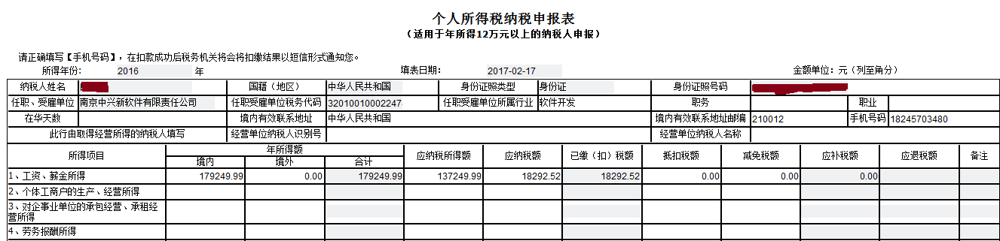 个人所得税纳税申报表
（适用于年所得12万元以上的纳税人申报）
请正确填写【手机号码】，在扣款成功后税务机关将会将扣缴结果以短信形式通知您。
所得年份： 2016 年 填表日期： 2017-02-17 金额单位：元（列至角分）
纳税人姓名 国籍（地区） 中华人民共和国 身份证照类型 身份证 身份证照号码
任职、受雇单位 南京中兴新软件有限责任公司 任职受雇单位税务代码 32010010002247 任职受雇单位所属行业 软件开发 职务 职业
在华天数 境内有效联系地址 中华人民共和国 境内有效联系地址邮编 210012 手机号码 18245703480
此行由取得经营所得的纳税人填写 经营单位纳税人识别号 经营单位纳税人名称
所得项目 年所得额 应纳税所得额 应纳税额 已缴（扣）税额 抵扣税额 减免税额 应补税额 应退税额 备注
境内 境外 合计
1、工资、薪金所得 179249.99 0.00 179249.99 137249.99 18292.52 18292.52 0.00 0.00 0.00
2、个体工商户的生产、经营所得
3、对企事业单位的承包经营、承租经
营所得
4、劳务报酬所得